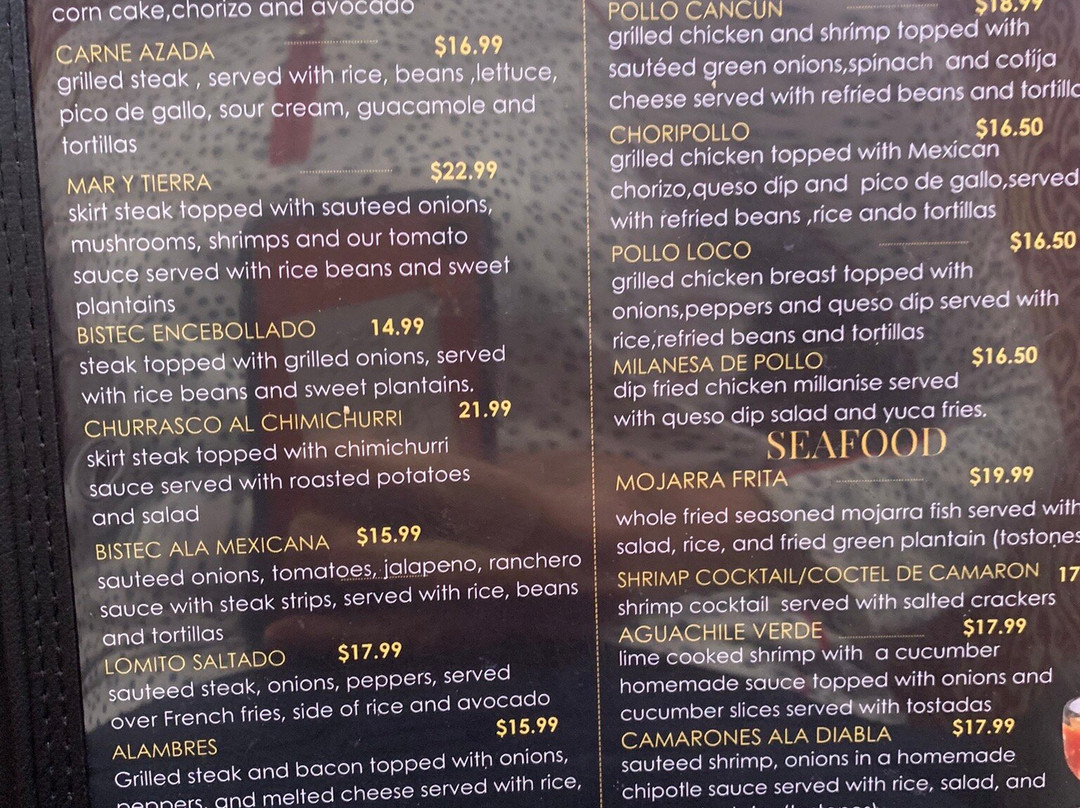 corn cake,chorizo and avocado
CARNE AZADA $16.99
grilled steak , served with rice, beans ,lettuce,
pico de gallo, sour cream, guacamole and
tortillas
MAR Y TIERRA $22.99
skirt steak topped with sauteed onions,
mushrooms, shrimps and our tomato
sauce served with rice beans and sweet
plantains
BISTEC ENCEBOLLADO 14.99
steak topped with grilled onions, served
with rice beans and sweet plantains.
CHURRASCO AL CHIMICHURRI 21.99
skirt steak topped with chimichurri
sauce served with roasted potatoes
and salad
BISTEC ALA MEXICANA $15.99
sauteed onions, tomatoes, jalapeno, ranchero
sauce with steak strips, served with rice, beans
and tortillas
LOMITO SALTADO $17.99
sauteed steak, onions, peppers, served
over French fries, side of rice and avocado
ALAMBRES $15.99
Grilled steak and bacon topped with onions,
peppers, and melted cheese served with rice,
POLLO CANCUN $18.99
grilled chicken and shrimp topped with
sautéed green onions,spinach and cotija
cheese served with refried beans and tortilla
CHORIPOLLO $16.50
grilled chicken topped with Mexican
chorizo,queso dip and pico de gallo,served
with refried beans ,rice ando tortillas
POLLO LOCO $16.50
grilled chicken breast topped with
onions,peppers and queso dip served with
rice,refried beans and tortillas
MILANESA DE POLLO $16.50
dip fried chicken millanise served
with queso dip salad and yuca fries.
SEAFOOD
MOJARRA FRITA $19.99
whole fried seasoned mojarra fish served with
salad, rice, and fried green plantain (tostones
SHRIMP COCKTAIL/COCTEL DE CAMARON 17
shrimp cocktail served with salted crackers
AGUACHILE VERDE $17.99
lime cooked shrimp with a cucumber
homemade sauce topped with onions and
cucumber slices served with tostadas
CAMARONES ALA DIABLA $17.99
sauteed shrimp, onions in a homemade
chipotle sauce served with rice, salad, and